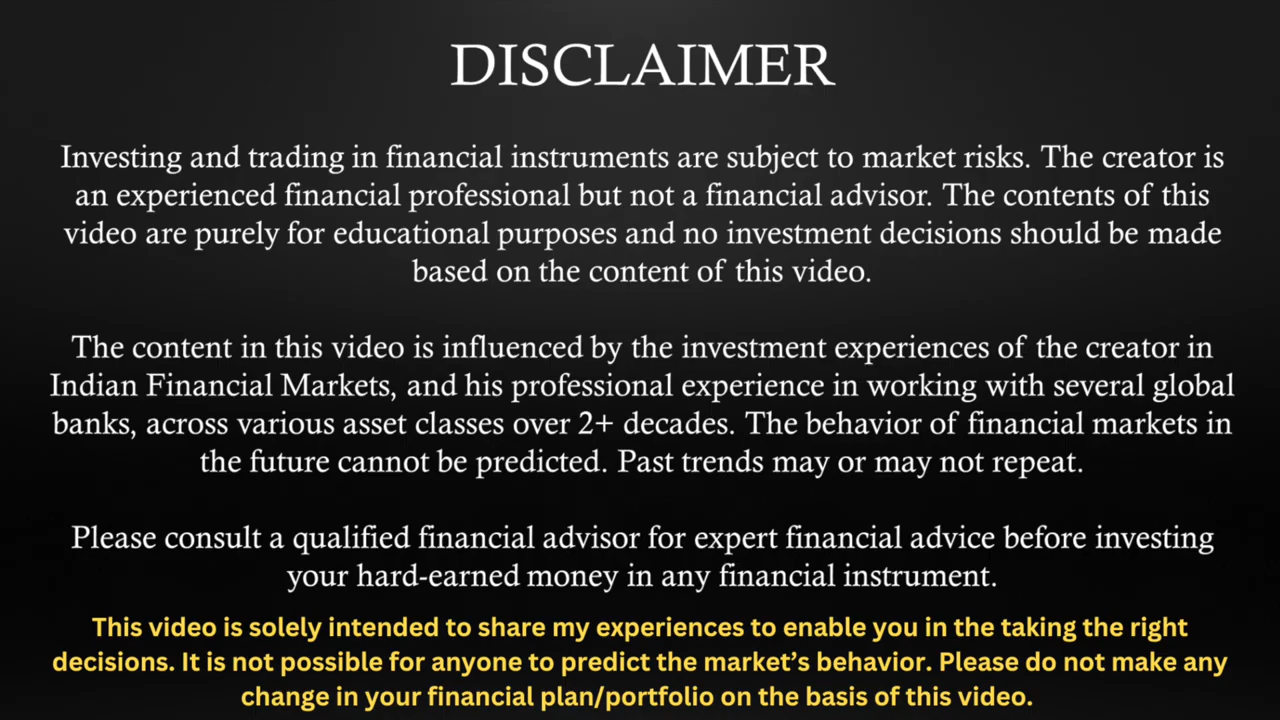 DISCLAIMER
Investing and trading in financial instruments are subject to market risks. The creator is
an experienced financial professional but not a financial advisor. The contents of this
video are purely for educational purposes and no investment decisions should be made
based on the content of this video.
The content in this video is influenced by the investment experiences of the creator in
Indian Financial Markets, and his professional experience in working with several global
banks, across various asset classes over 2+ decades. The behavior of financial markets in
the future cannot be predicted. Past trends may or may not repeat.
Please consult a qualified financial advisor for expert financial advice before investing
your hard-earned money in any financial instrument.
This video is solely intended to share my experiences to enable you in the taking the right
decisions. It is not possible for anyone to predict the market’s behavior. Please do not make any
change in your financial plan/portfolio on the basis of this video.